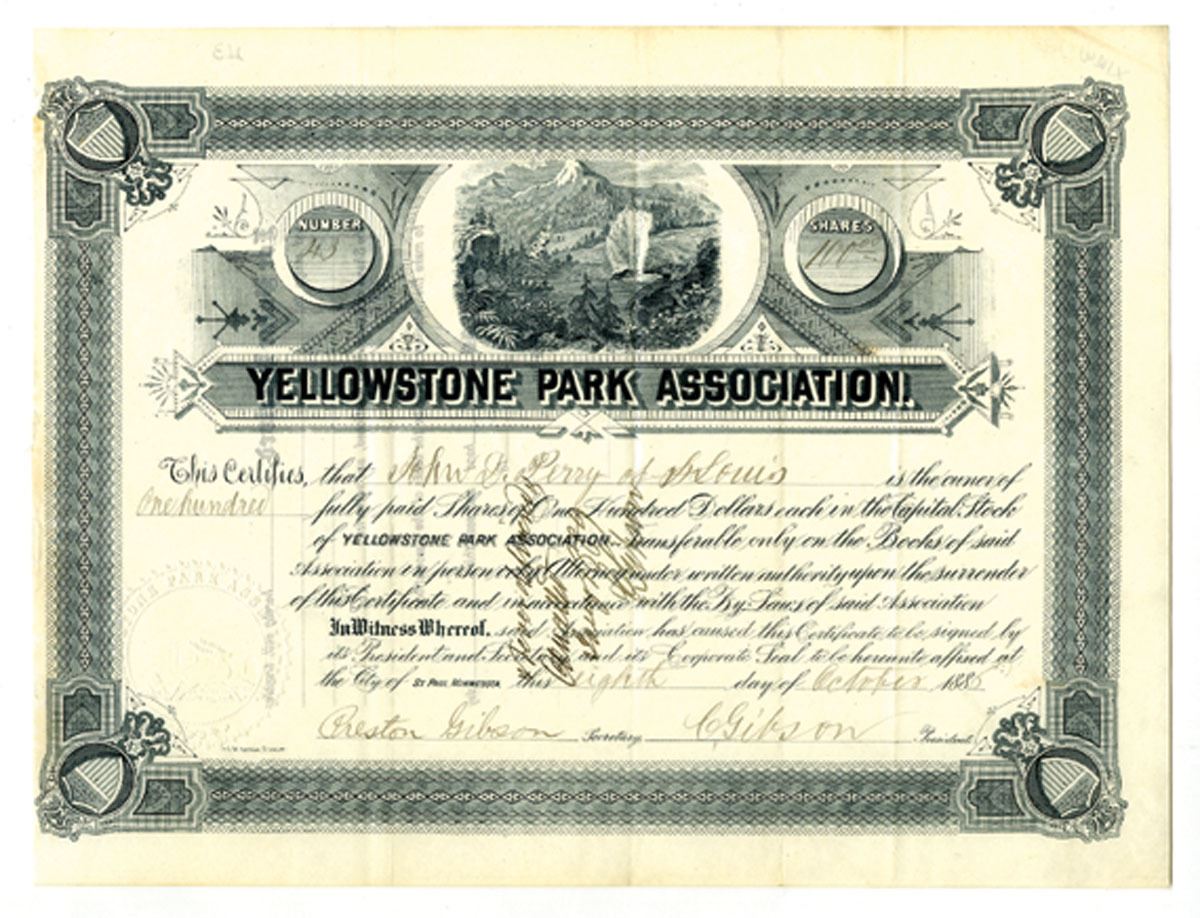 NUMBER
SHARES
100
YELLOWSTONE PARK ASSOCIATION.
This Certifies, that John D. Perry of St Louis is the owner of
One hundred fully paid Shares of One Hundred Dollars each in the Capital Stock
of YELLOWSTONE PARK ASSOCIATION. Transferable only on the Books of said
Association in person or by Attorney under written authority upon the surrender
of this Certificate and in accordance with the By Laws of said Association
In Witness Whereof, said Association has caused this Certificate to be signed by
its President and Secretary and its Corporate Seal to be hereunto affixed at
the City of ST PAUL MINNESOTA this eighth day of October 188
Preston Gibson Secretary C Gibson President
PARK ASSO